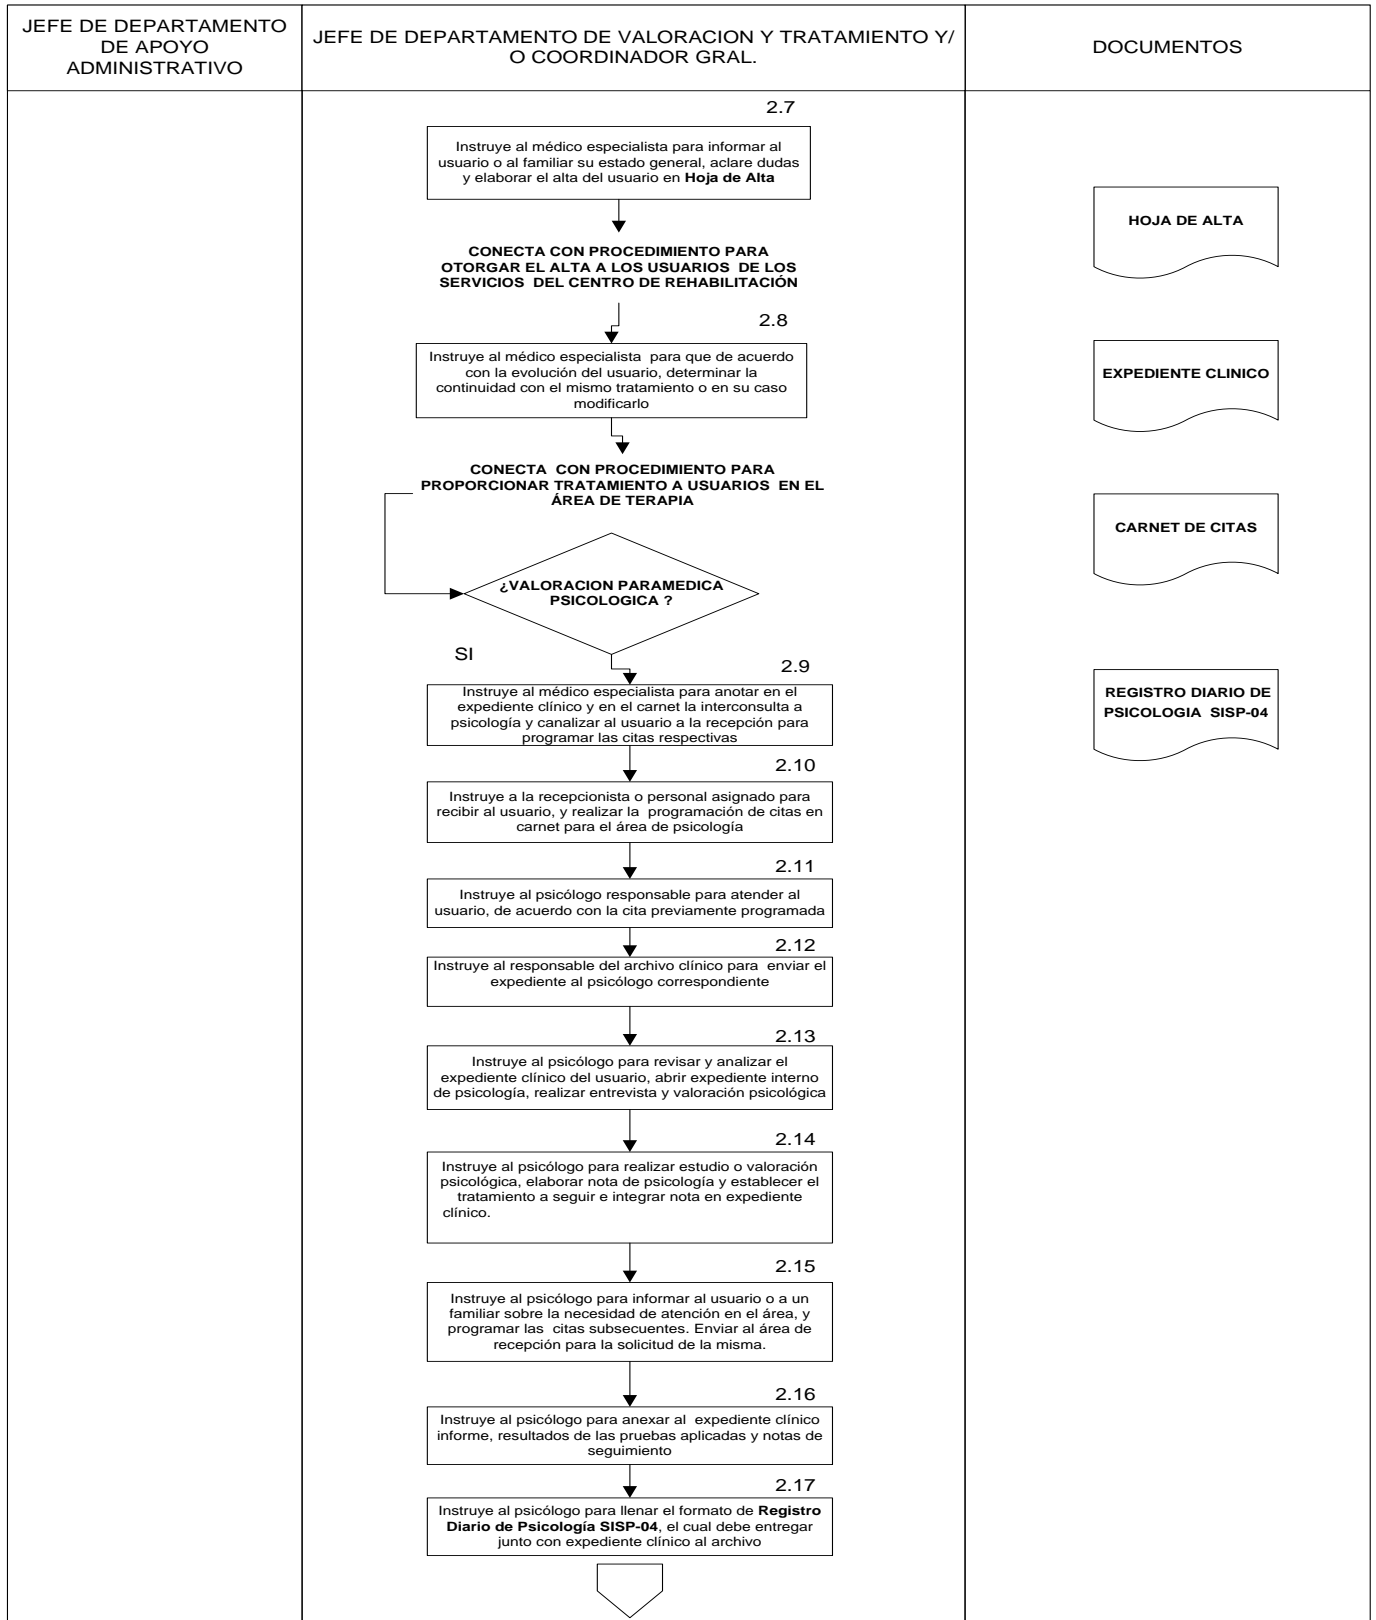 JEFE DE DEPARTAMENTO
DE APOYO
ADMINISTRATIVO
JEFE DE DEPARTAMENTO DE VALORACION Y TRATAMIENTO Y/
O COORDINADOR GRAL.
DOCUMENTOS
2.7
Instruye al médico especialista para informar al
usuario o al familiar su estado general, aclare dudas
y elaborar el alta del usuario en Hoja de Alta
HOJA DE ALTA
CONECTA CON PROCEDIMIENTO PARA
OTORGAR EL ALTA A LOS USUARIOS DE LOS
SERVICIOS DEL CENTRO DE REHABILITACIÓN
2.8
Instruye al médico especialista para que de acuerdo
con la evolución del usuario, determinar la
continuidad con el mismo tratamiento o en su caso
modificarlo
EXPEDIENTE CLINICO
CONECTA CON PROCEDIMIENTO PARA
PROPORCIONAR TRATAMIENTO A USUARIOS EN EL
ÁREA DE TERAPIA
CARNET DE CITAS
¿VALORACION PARAMEDICA
PSICOLOGICA ?
SI
2.9
Instruye al médico especialista para anotar en el
expediente clínico y en el carnet la interconsulta a
psicología y canalizar al usuario a la recepción para
programar las citas respectivas
REGISTRO DIARIO DE
PSICOLOGIA SISP-04
2.10
Instruye a la recepcionista o personal asignado para
recibir al usuario, y realizar la programación de citas en
carnet para el área de psicología
2.11
Instruye al psicólogo responsable para atender al
usuario, de acuerdo con la cita previamente programada
2.12
Instruye al responsable del archivo clínico para enviar el
expediente al psicólogo correspondiente
2.13
Instruye al psicólogo para revisar y analizar el
expediente clínico del usuario, abrir expediente interno
de psicología, realizar entrevista y valoración psicológica
2.14
Instruye al psicólogo para realizar estudio o valoración
psicológica, elaborar nota de psicología y establecer el
tratamiento a seguir e integrar nota en expediente
clínico.
2.15
Instruye al psicólogo para informar al usuario o a un
familiar sobre la necesidad de atención en el área, y
programar las citas subsecuentes. Enviar al área de
recepción para la solicitud de la misma.
2.16
Instruye al psicólogo para anexar al expediente clínico
informe, resultados de las pruebas aplicadas y notas de
seguimiento
2.17
Instruye al psicólogo para llenar el formato de Registro
Diario de Psicología SISP-04, el cual debe entregar
junto con expediente clínico al archivo